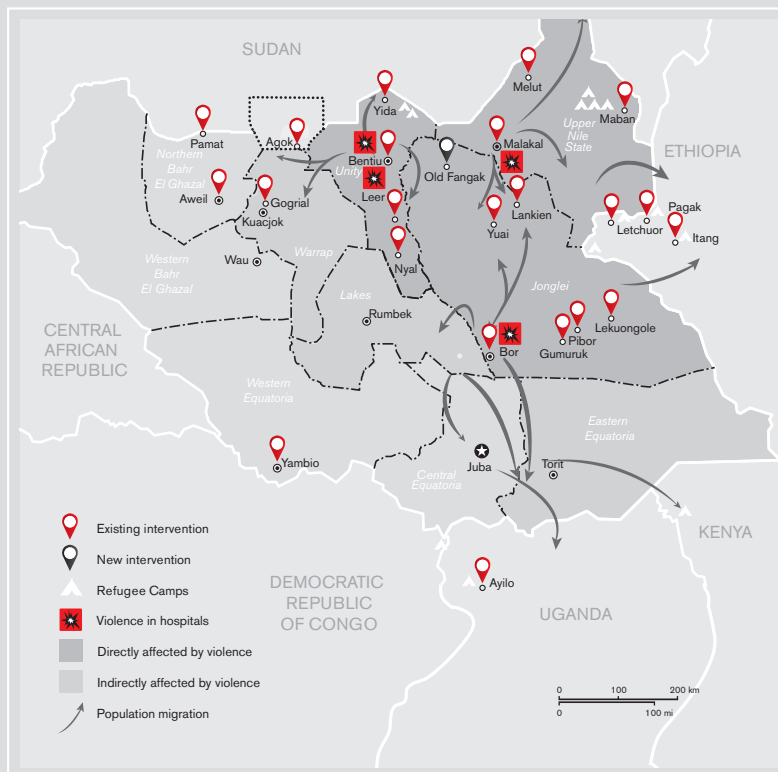 SUDAN
Yida
Melut
Maban
Upper
Nile
State
Pamat
Agok
Malakal
ETHIOPIA
Northern
Bahr
El Ghazal
Bentiu
Unity
Old Fangak
Leer
Aweil
Gogrial
Kuacjok
Lankien
Pagak
Letchuor
Yuai
Itang
Warrap
Wau
Nyal
Western
Bahr
El Ghazal
Jonglei
Lakes
Rumbek
Lekuongole
Pibor
Gumuruk
Bor
CENTRAL
AFRICAN
REPUBLIC
Western
Equatoria
Eastern
Equatoria
Yambio
Juba
Torit
Central
Equatoria
KENYA
Ayilo
DEMOCRATIC
REPUBLIC
OF CONGO
UGANDA
Existing intervention
New intervention
Refugee Camps
Violence in hospitals
Directly affected by violence
Indirectly affected by violence
Population migration
0 100 200 km
0 100 mi